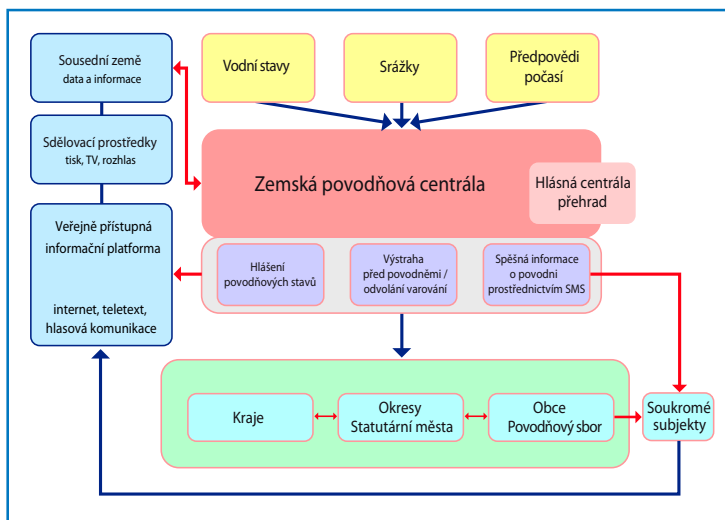 Sousední země
data a informace
Vodní stavy
Srážky
Předpovědi
počasí
Sdělovací prostředky
tisk, TV, rozhlas
Zemská povodňová centrála
Hlásná centrála
přehrad
Veřejně přístupná
informační platforma
internet, teletext,
hlasová komunikace
Hlášení
povodňových stavů
Výstraha
před povodněmi /
odvolání varování
Spěšná informace
o povodni
prostřednictvím SMS
Kraje
Okresy
Statutární města
Obce
Povodňový sbor
Soukromé
subjekty